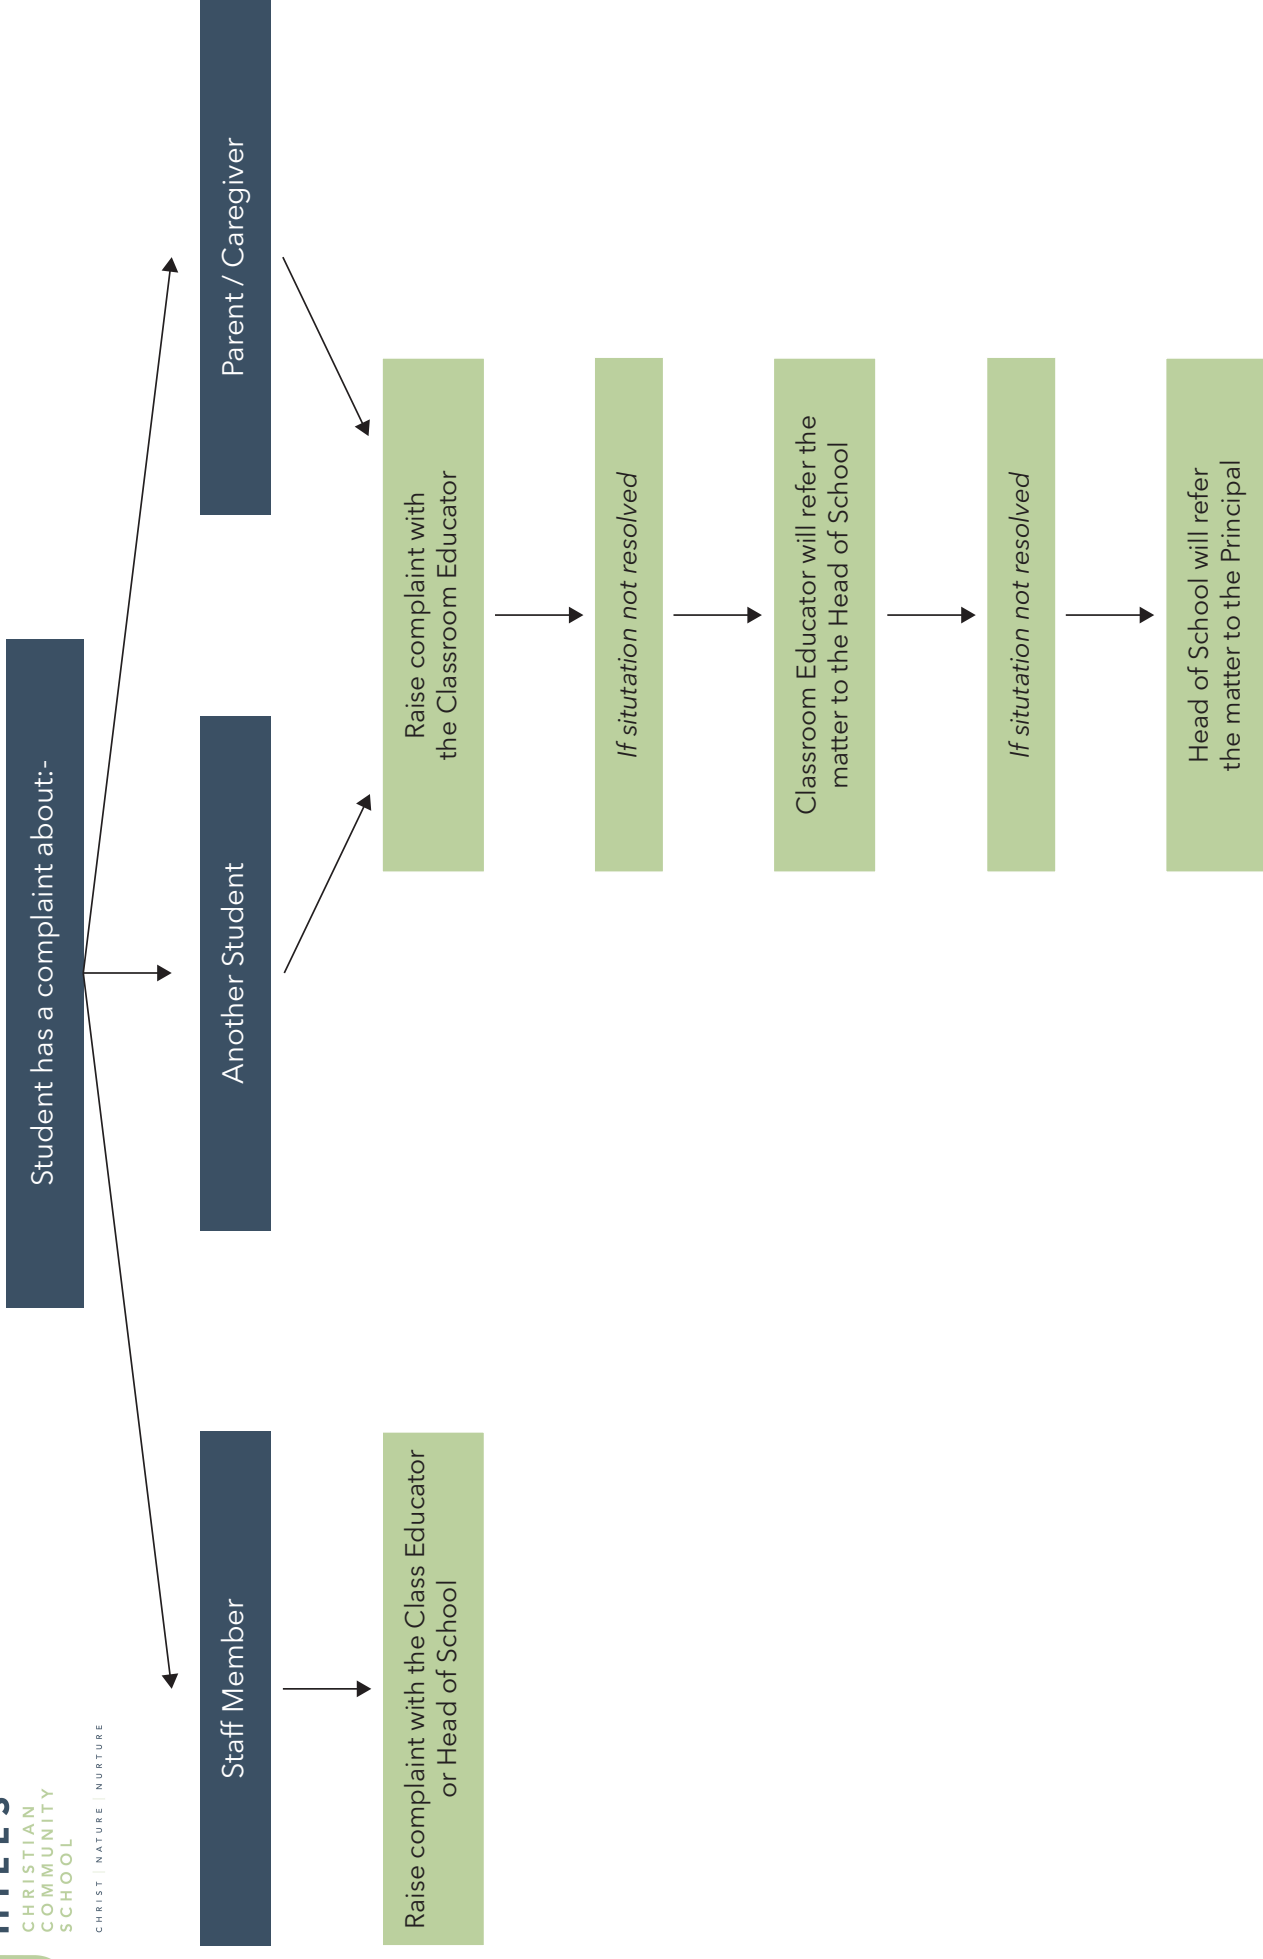 HILLS
CHRISTIAN
COMMUNITY
SCHOOL
CHRIST | NATURE | NURTURE
Student has a complaint about:-
Staff Member
Another Student
Parent / Caregiver
Raise complaint with the Class Educator
or Head of School
Raise complaint with
the Classroom Educator
If situtation not resolved
Classroom Educator will refer the
matter to the Head of School
If situtation not resolved
Head of School will refer
the matter to the Principal